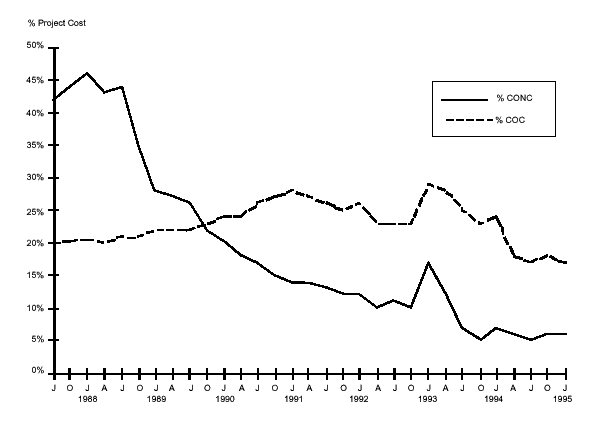 % Project Cost
50%
45%
40%
35%
30%
25%
20%
15%
10%
5%
0%
% CONC
% COC
J O J A J O J A J O J A J O J A J O J A J O J A J O J A J O J
1988 1989 1990 1991 1992 1993 1994 1995